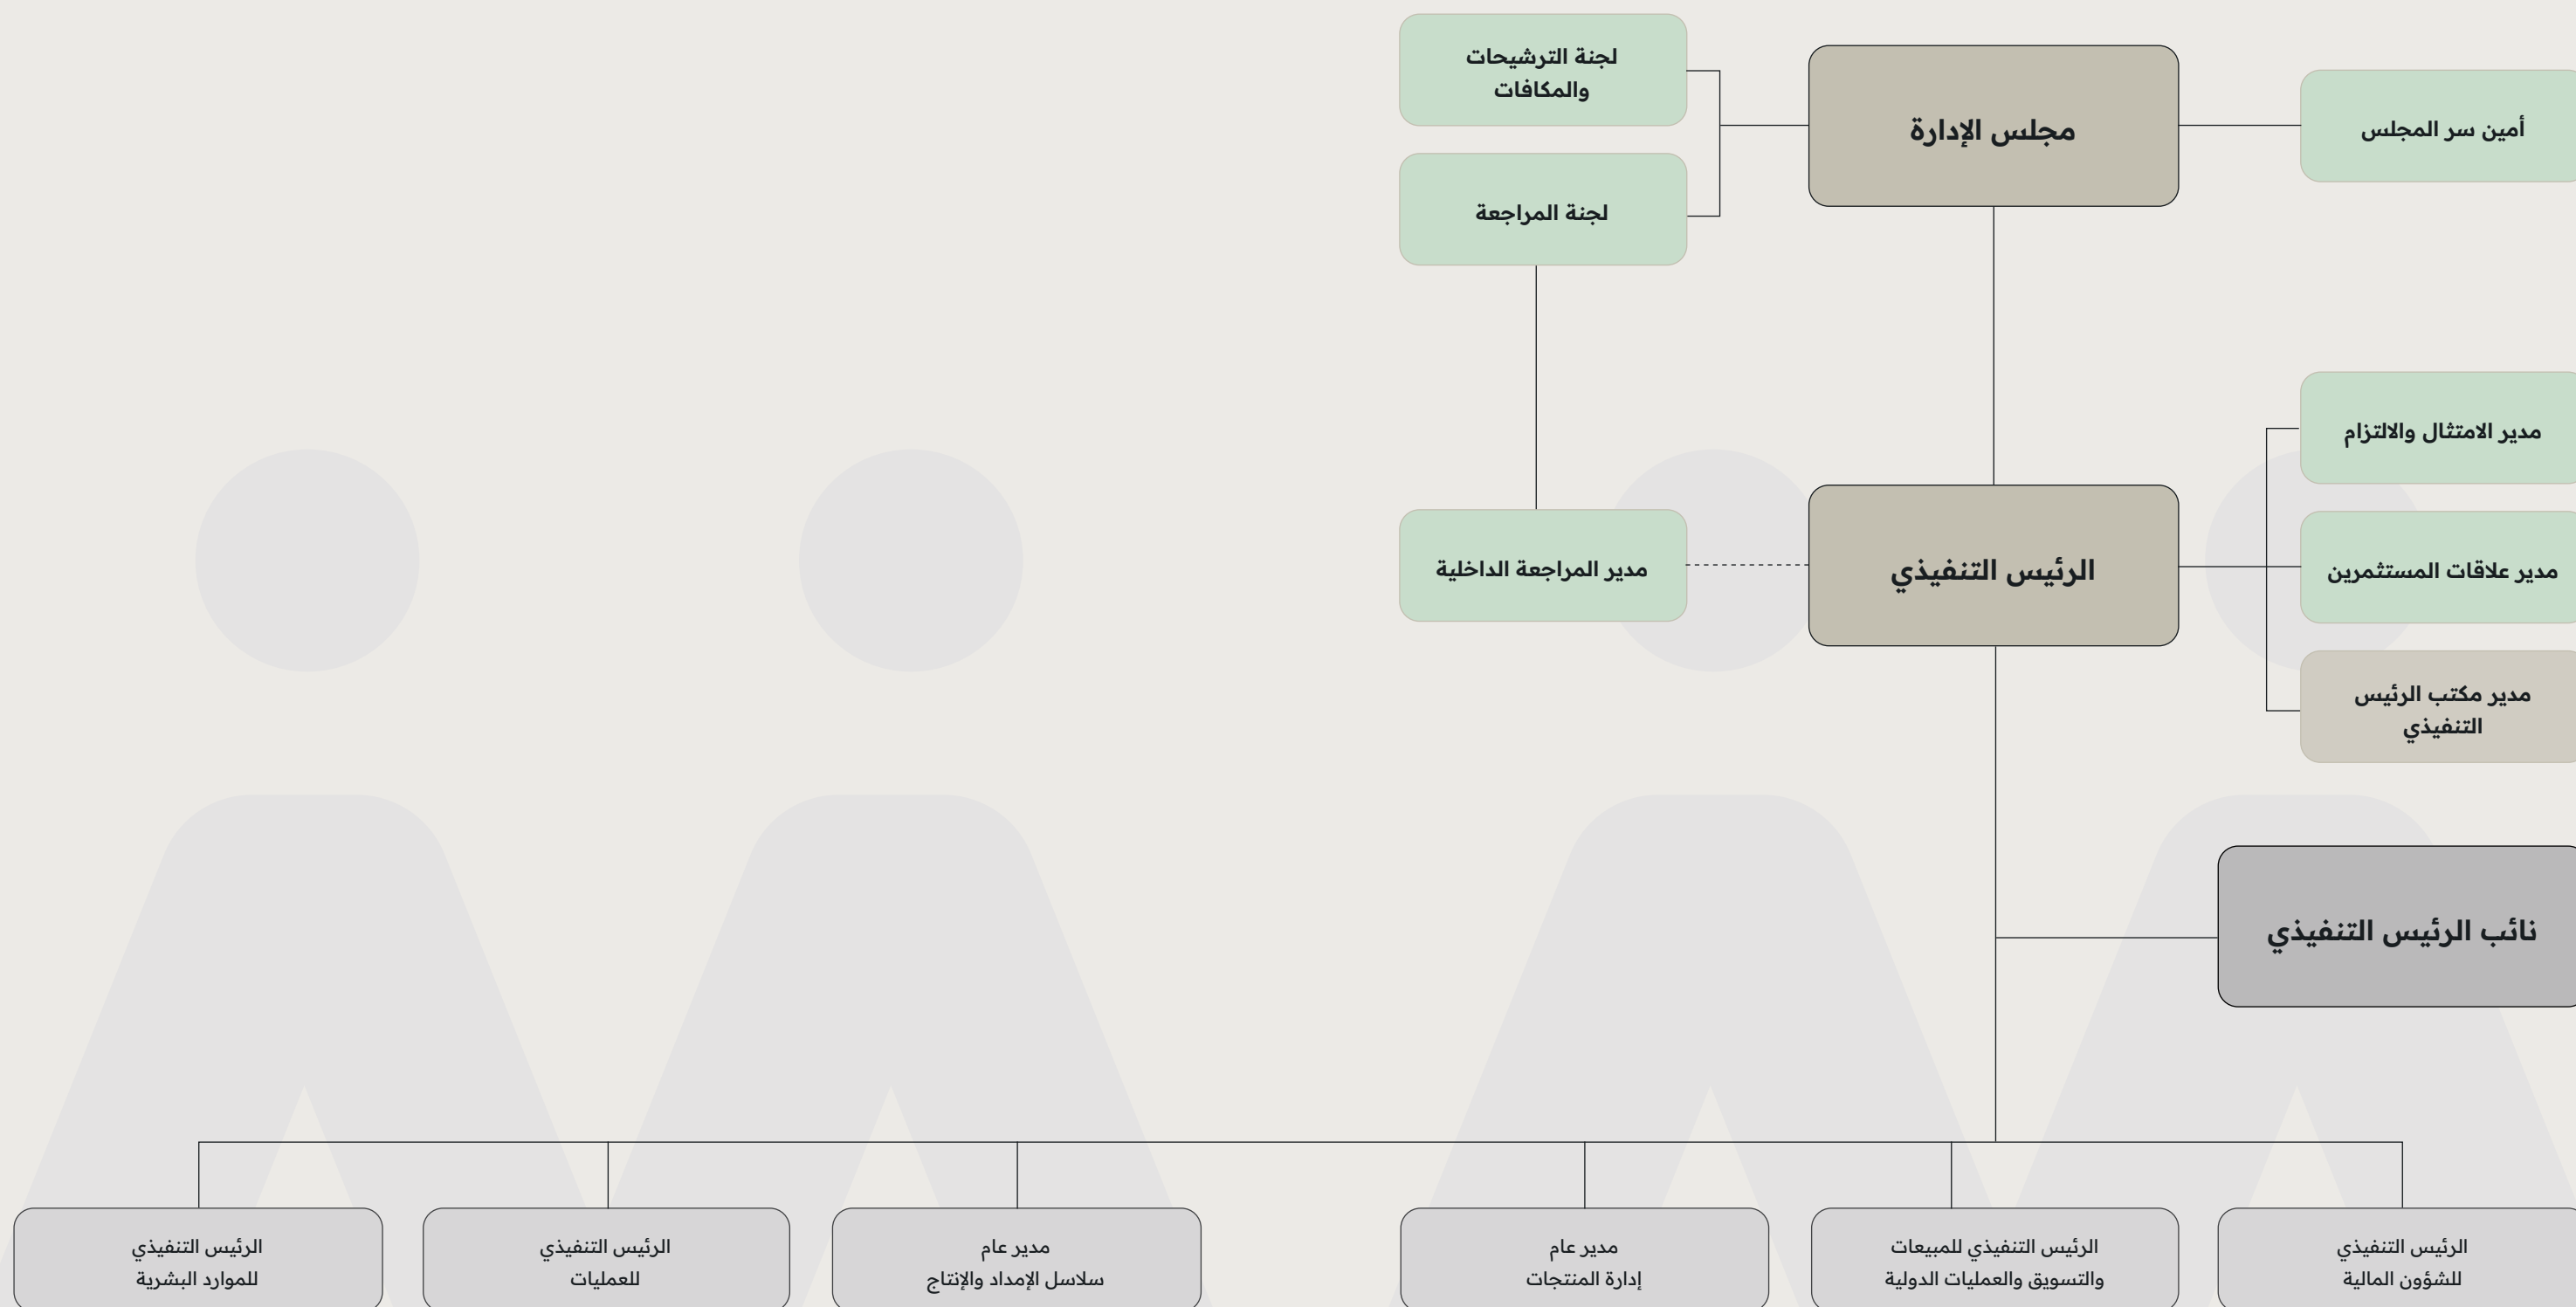 أمين سر المجلس
مجلس الإدارة
لجنة الترشيحات
والمكافات
لجنة المراجعة
مدير الامتثال والالتزام
مدير علاقات المستثمرين
مدير مكتب الرئيس
التنفيذي
الرئيس التنفيذي
مدير المراجعة الداخلية
نائب الرئيس التنفيذي
الرئيس التنفيذي
للشؤون المالية
الرئيس التنفيذي للمبيعات
والتسويق والعمليات الدولية
مدير عام
إدارة المنتجات
مدير عام
سلاسل الإمداد والإنتاج
الرئيس التنفيذي
للعمليات
الرئيس التنفيذي
للموارد البشرية